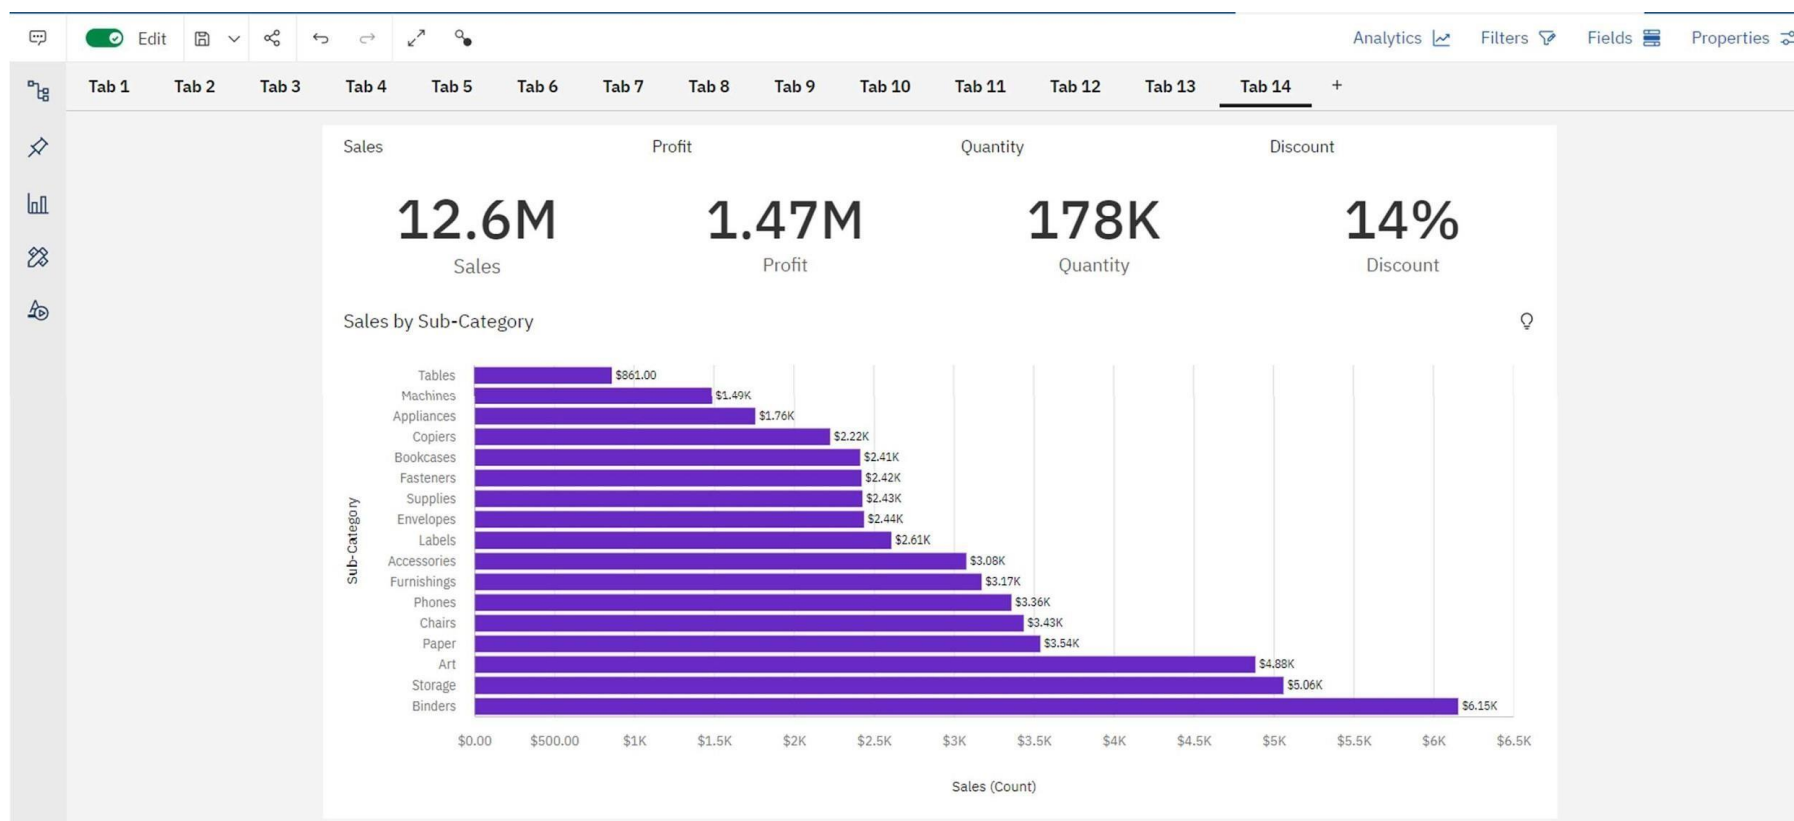 Edit
Analytics
Filters
Fields
Properties
Tab 1 Tab 2 Tab 3 Tab 4 Tab 5 Tab 6 Tab 7 Tab 8 Tab 9 Tab 10 Tab 11 Tab 12 Tab 13 Tab 14 +
Sales Profit Quantity Discount
12.6M 1.47M 178K 14%
Sales Profit Quantity Discount
Sales by Sub-Category
Sub-Category
Tables $861.00
Machines $1.49K
Appliances $1.76K
Copiers $2.22K
Bookcases $2.41K
Fasteners $2.42K
Supplies $2.43K
Envelopes $2.44K
Labels $2.61K
Accessories $3.08K
Furnishings $3.17K
Phones $3.36K
Chairs $3.43K
Paper $3.54K
Art $4.88K
Storage $5.06K
Binders $6.15K
$0.00 $500.00 $1K $1.5K $2K $2.5K $3K $3.5K $4K $4.5K $5K $5.5K $6K $6.5K
Sales (Count)